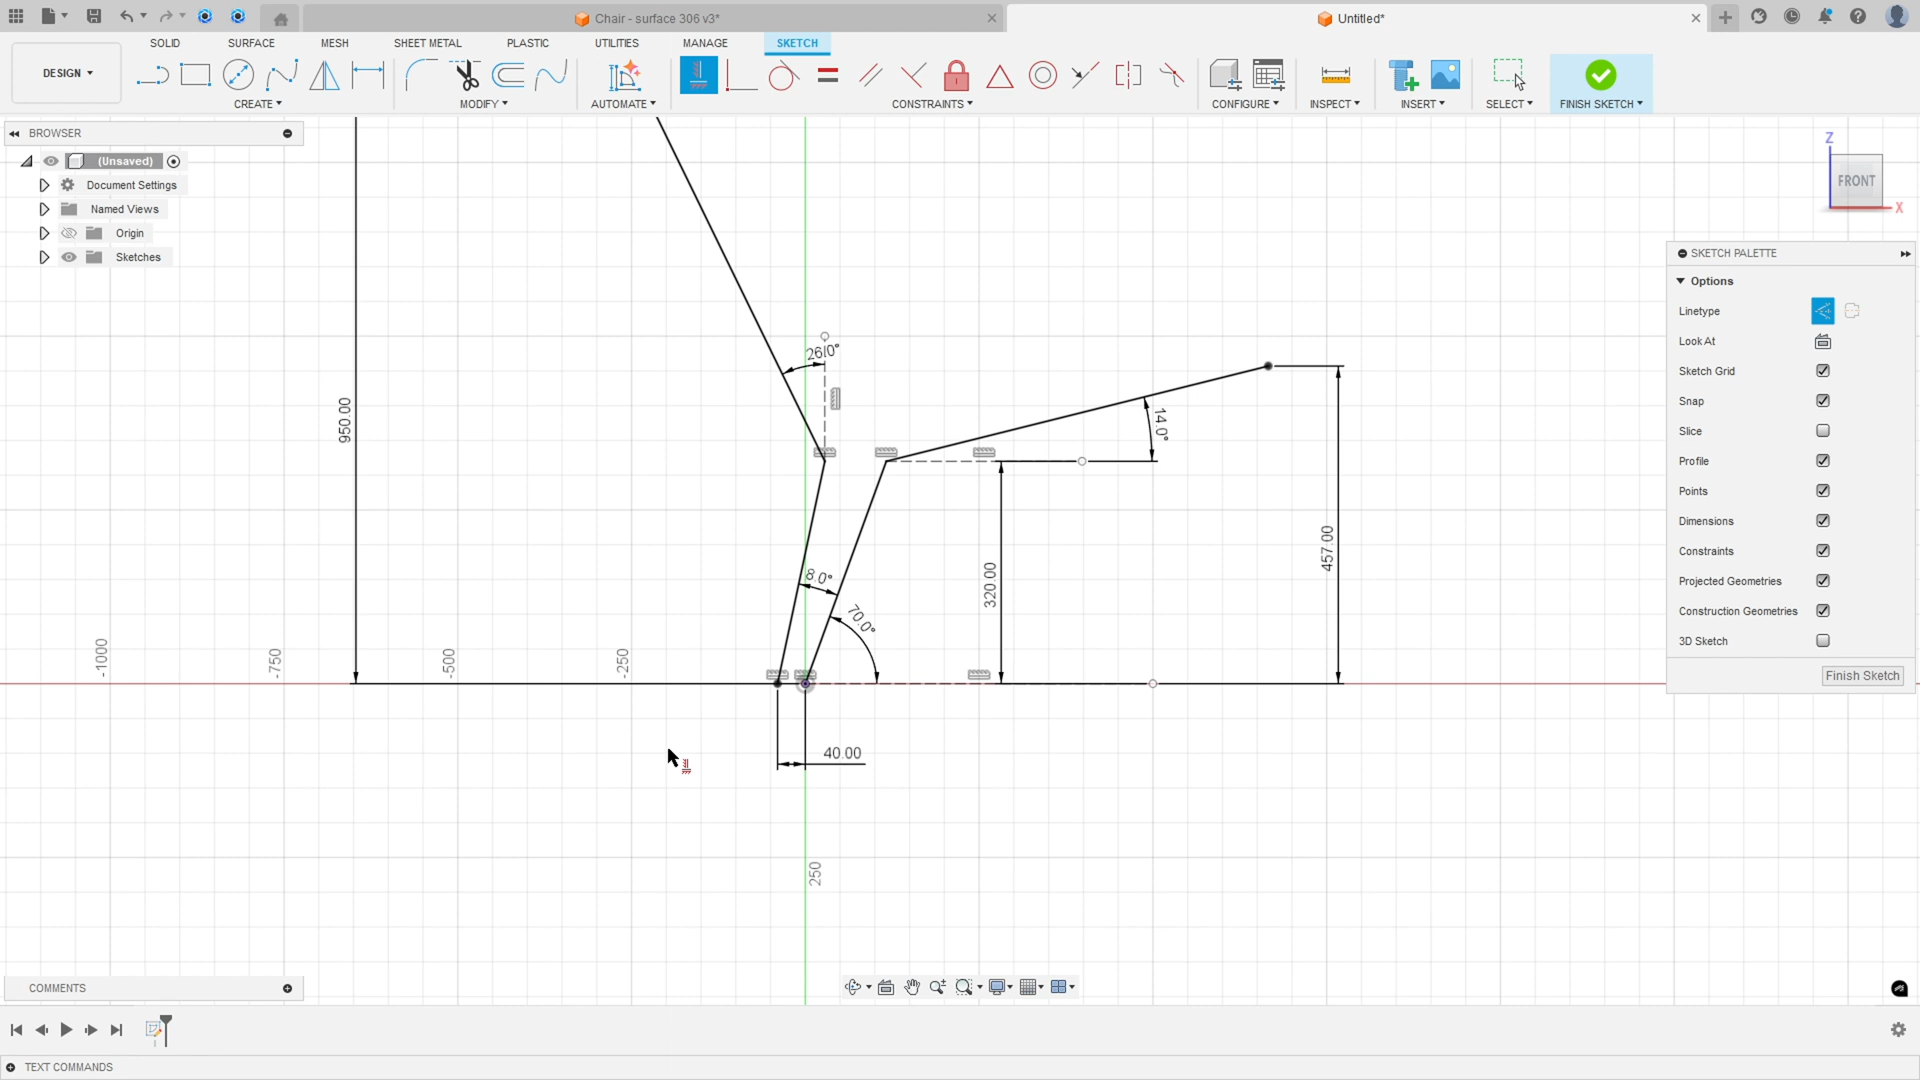 Chair - surface 306 v3*
Untitled*
DESIGN
SOLID SURFACE MESH SHEET METAL PLASTIC UTILITIES MANAGE SKETCH
CREATE MODIFY AUTOMATE CONSTRAINTS CONFIGURE INSPECT INSERT SELECT FINISH SKETCH
BROWSER
(Unsaved)
Document Settings
Named Views
Origin
Sketches
Z
FRONT
X
SKETCH PALETTE
Options
Linetype
Look At
Sketch Grid
Snap
Slice
Profile
Points
Dimensions
Constraints
Projected Geometries
Construction Geometries
3D Sketch
Finish Sketch
26.0°
950.00
14.0°
457.00
320.00
8.0°
70.0°
-1000
-750
-500
-250
40.00
250
COMMENTS
TEXT COMMANDS